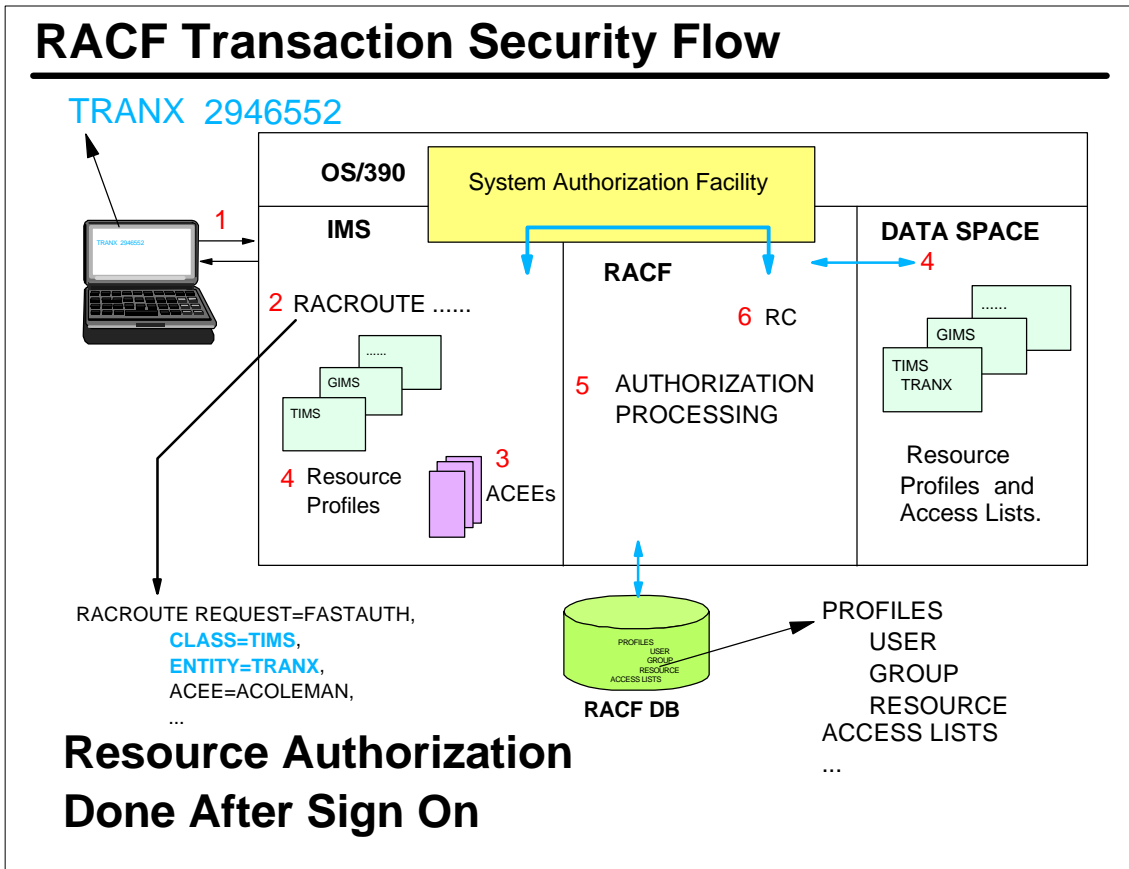 RACF Transaction Security Flow
TRANX 2946552
OS/390
System Authorization Facility
TRANX 2946552
1
IMS
RACF
DATA SPACE
4
2 RACROUTE ......
6 RC
......
GIMS
TIMS
5 AUTHORIZATION
PROCESSING
......
GIMS
TIMS
TRANX
4 Resource
Profiles
3
ACEEs
Resource
Profiles and
Access Lists.
RACROUTE REQUEST=FASTAUTH,
CLASS=TIMS,
ENTITY=TRANX,
ACEE=ACOLEMAN,
...
PROFILES
USER
GROUP
RESOURCE
ACCESS LISTS
RACF DB
PROFILES
USER
GROUP
RESOURCE
ACCESS LISTS
...
Resource Authorization
Done After Sign On